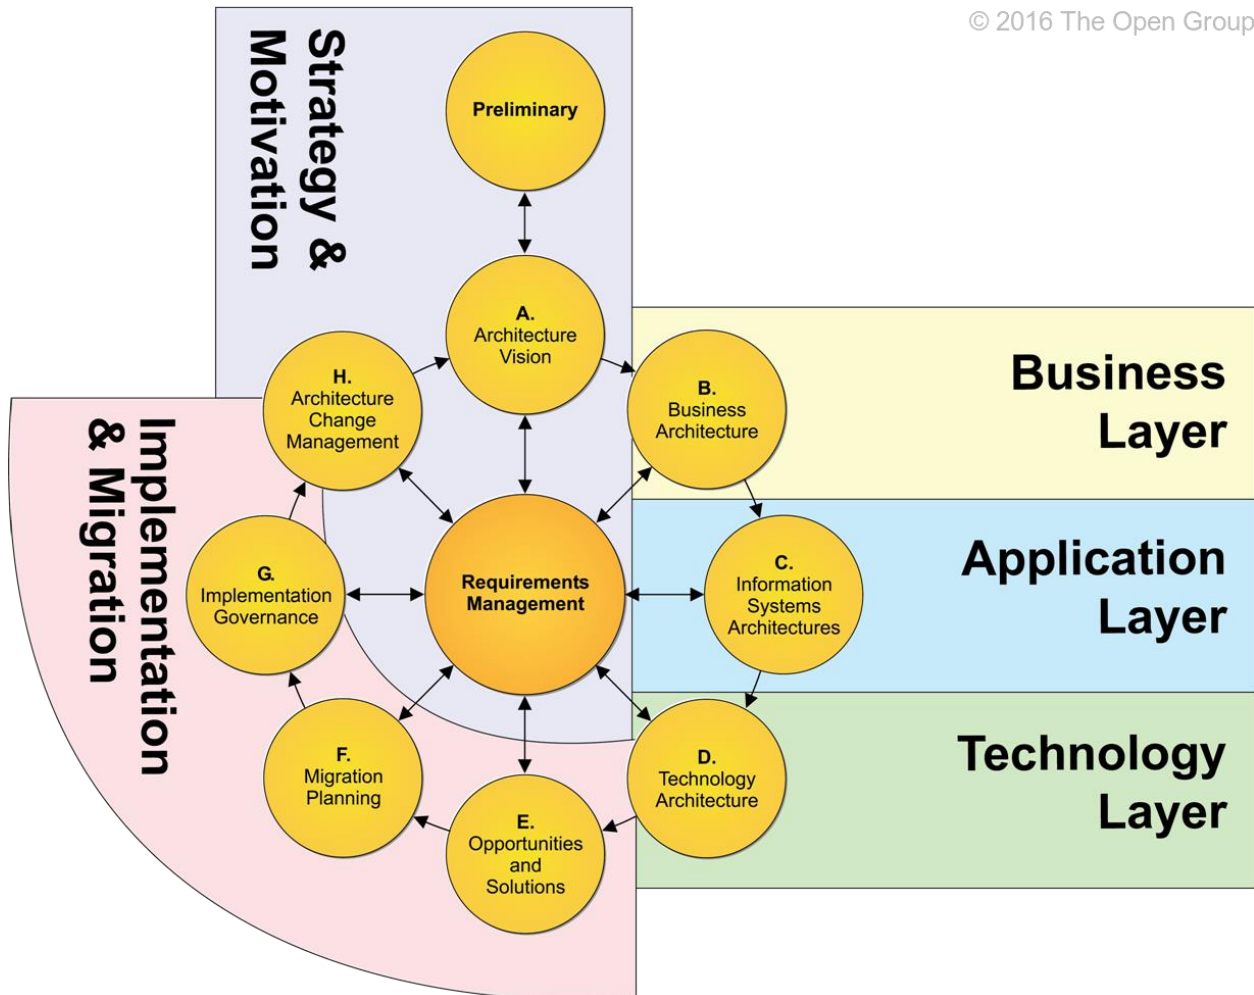 © 2016 The Open Group
Strategy &
Motivation
Preliminary
A.
Architecture
Vision
H.
Architecture
Change
Management
B.
Business
Architecture
Business
Layer
Implementation
& Migration
G.
Implementation
Governance
Requirements
Management
C.
Information
Systems
Architectures
Application
Layer
F.
Migration
Planning
E.
Opportunities
and
Solutions
D.
Technology
Architecture
Technology
Layer